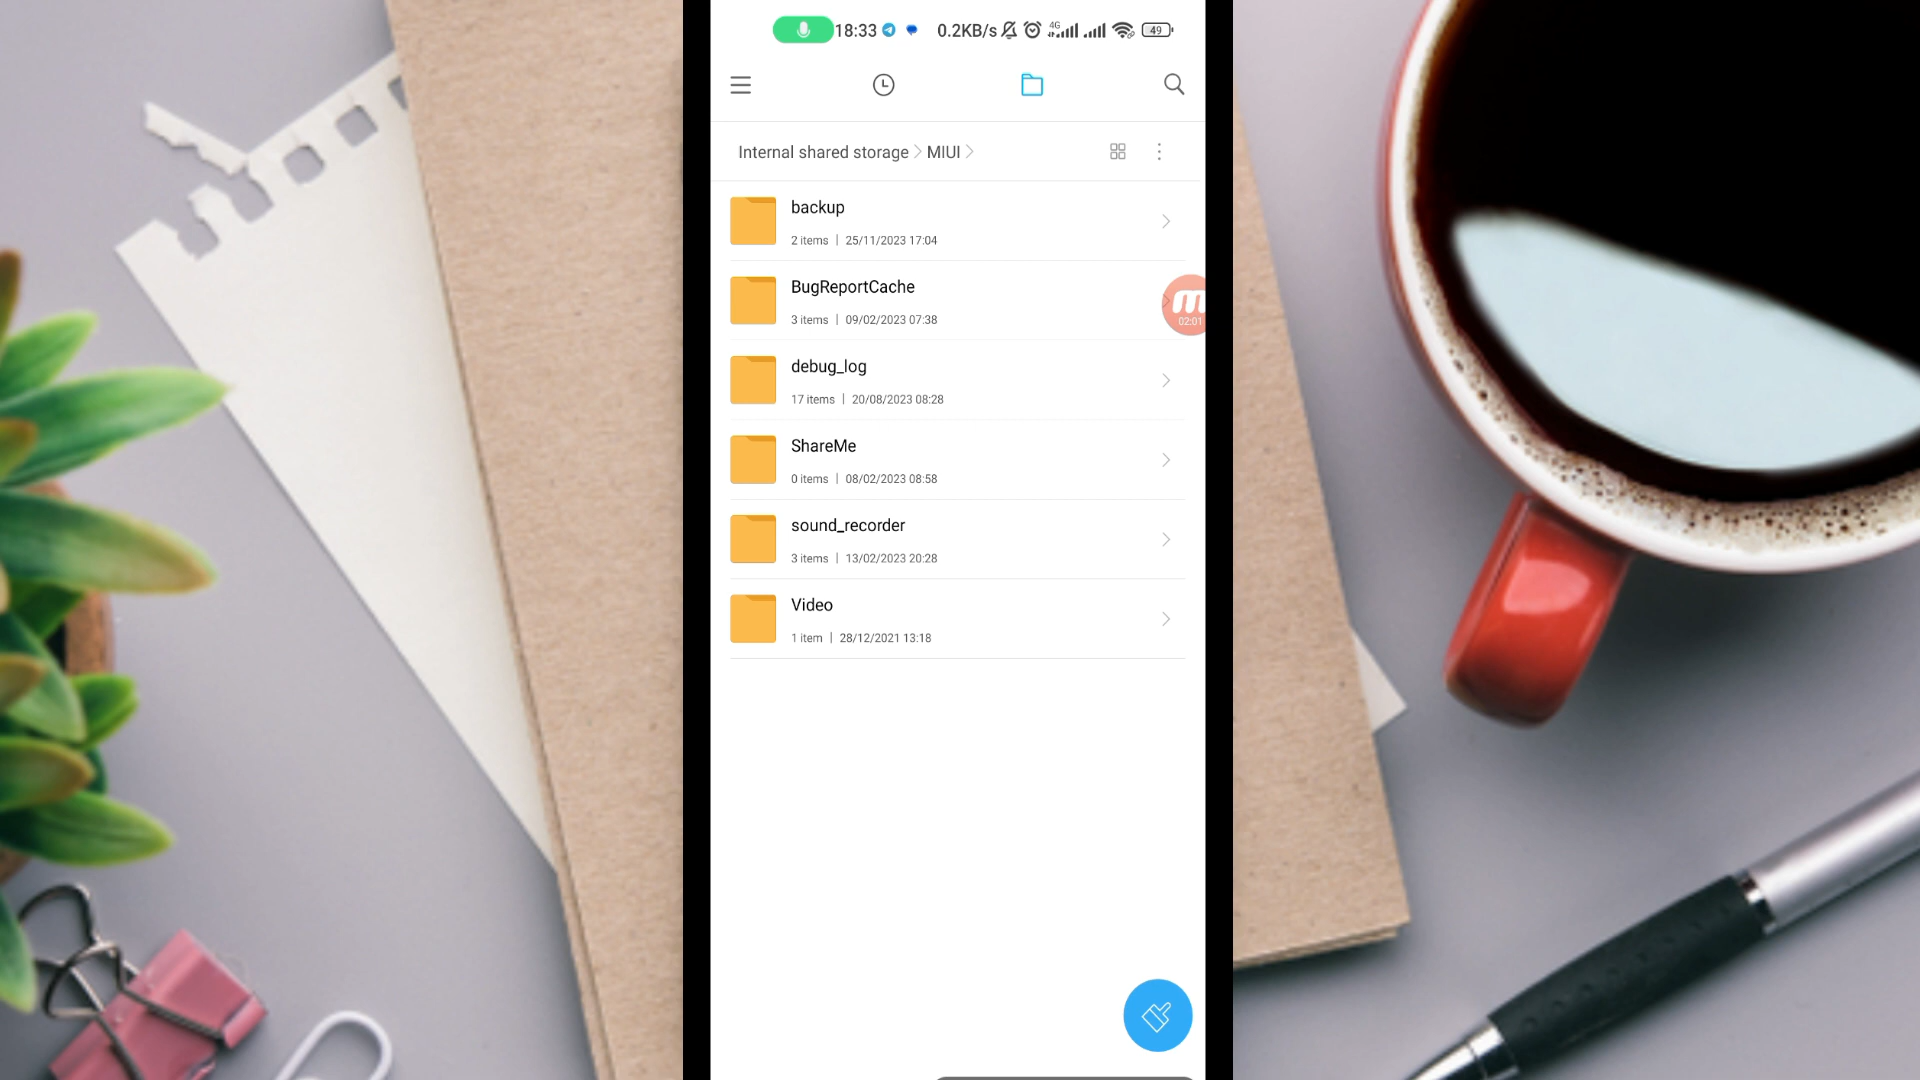 18:33 0.2KB/s 4G 49
Internal shared storage MIUI
backup
2 items | 25/11/2023 17:04
BugReportCache
3 items | 09/02/2023 07:38
m
02:01
debug_log
17 items | 20/08/2023 08:28
ShareMe
0 items | 08/02/2023 08:58
sound_recorder
3 items | 13/02/2023 20:28
Video
1 item | 28/12/2021 13:18